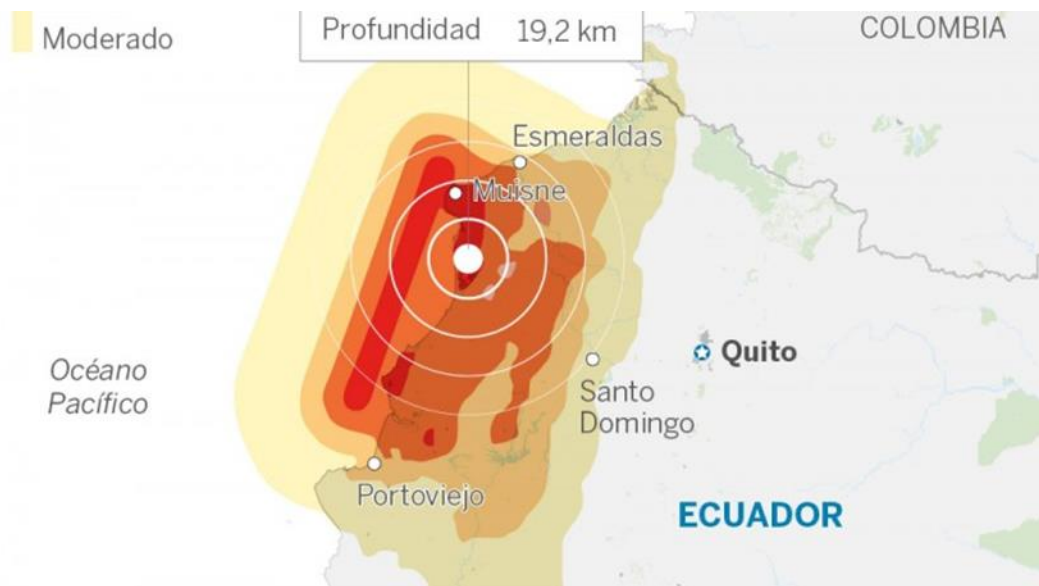 Profundidad 19,2 km
Moderado
COLOMBIA
Esmeraldas
Muisne
Océano
Pacífico
Quito
Santo
Domingo
Portoviejo
ECUADOR